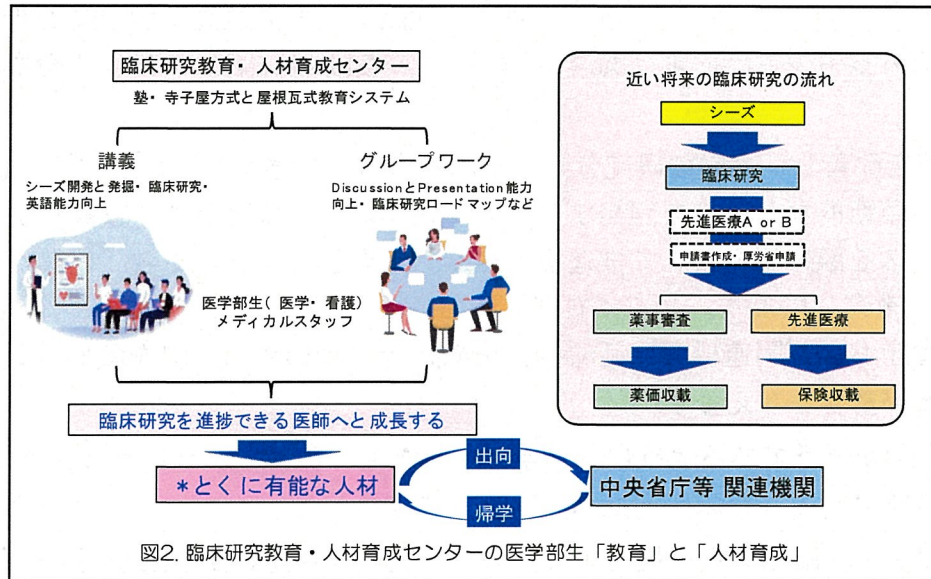 臨床研究教育・人材育成センター
塾・寺子屋方式と屋根瓦式教育システム
講義
シーズ開発と発掘・臨床研究・
英語能力向上
グループワーク
DiscussionとPresentation能力
向上・臨床研究ロードマップなど
医学部生(医学・看護)
メディカルスタッフ
臨床研究を進捗できる医師へと成長する
*とくに有能な人材
出向
帰学
中央省庁等 関連機関
近い将来の臨床研究の流れ
シーズ
臨床研究
先進医療A or B
申請書作成・厚労省申請
薬事審査
先進医療
薬価収載
保険収載
図2. 臨床研究教育・人材育成センターの医学部生「教育」と「人材育成」